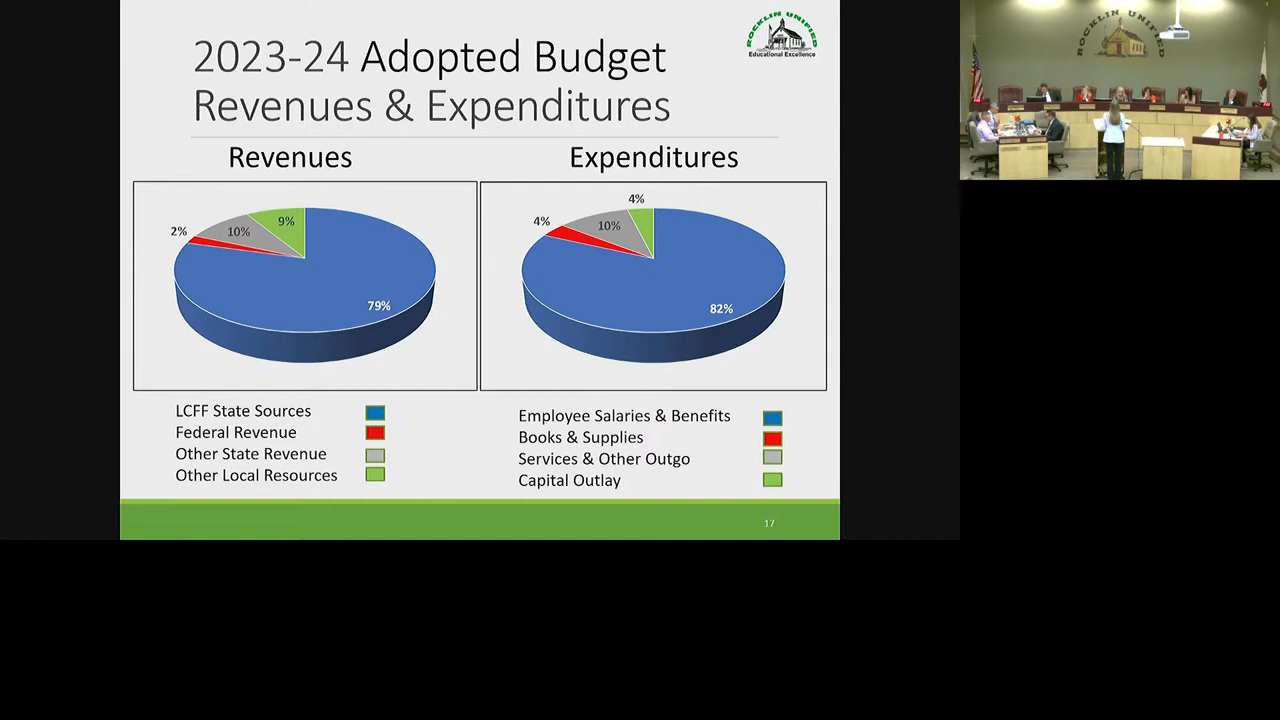 2023-24 Adopted Budget
Revenues & Expenditures
ROCKLIN UNIFIED
Educational Excellence
Revenues
Expenditures
2%
10%
9%
79%
4%
10%
4%
82%
LCFF State Sources
Federal Revenue
Other State Revenue
Other Local Resources
Employee Salaries & Benefits
Books & Supplies
Services & Other Outgo
Capital Outlay
17
ROCKLIN UNIFIED